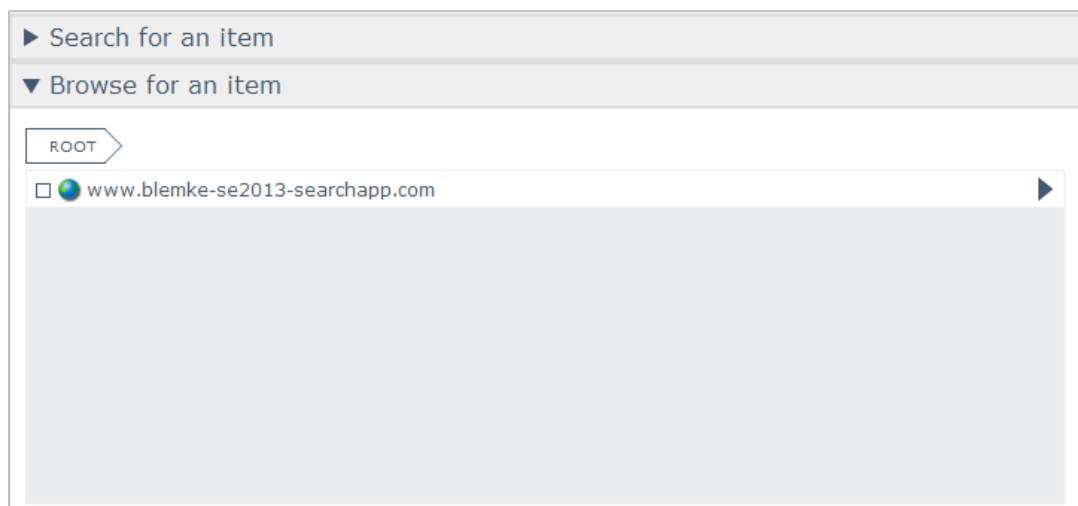 Search for an item
Browse for an item
ROOT
www.blemke-se2013-searchapp.com